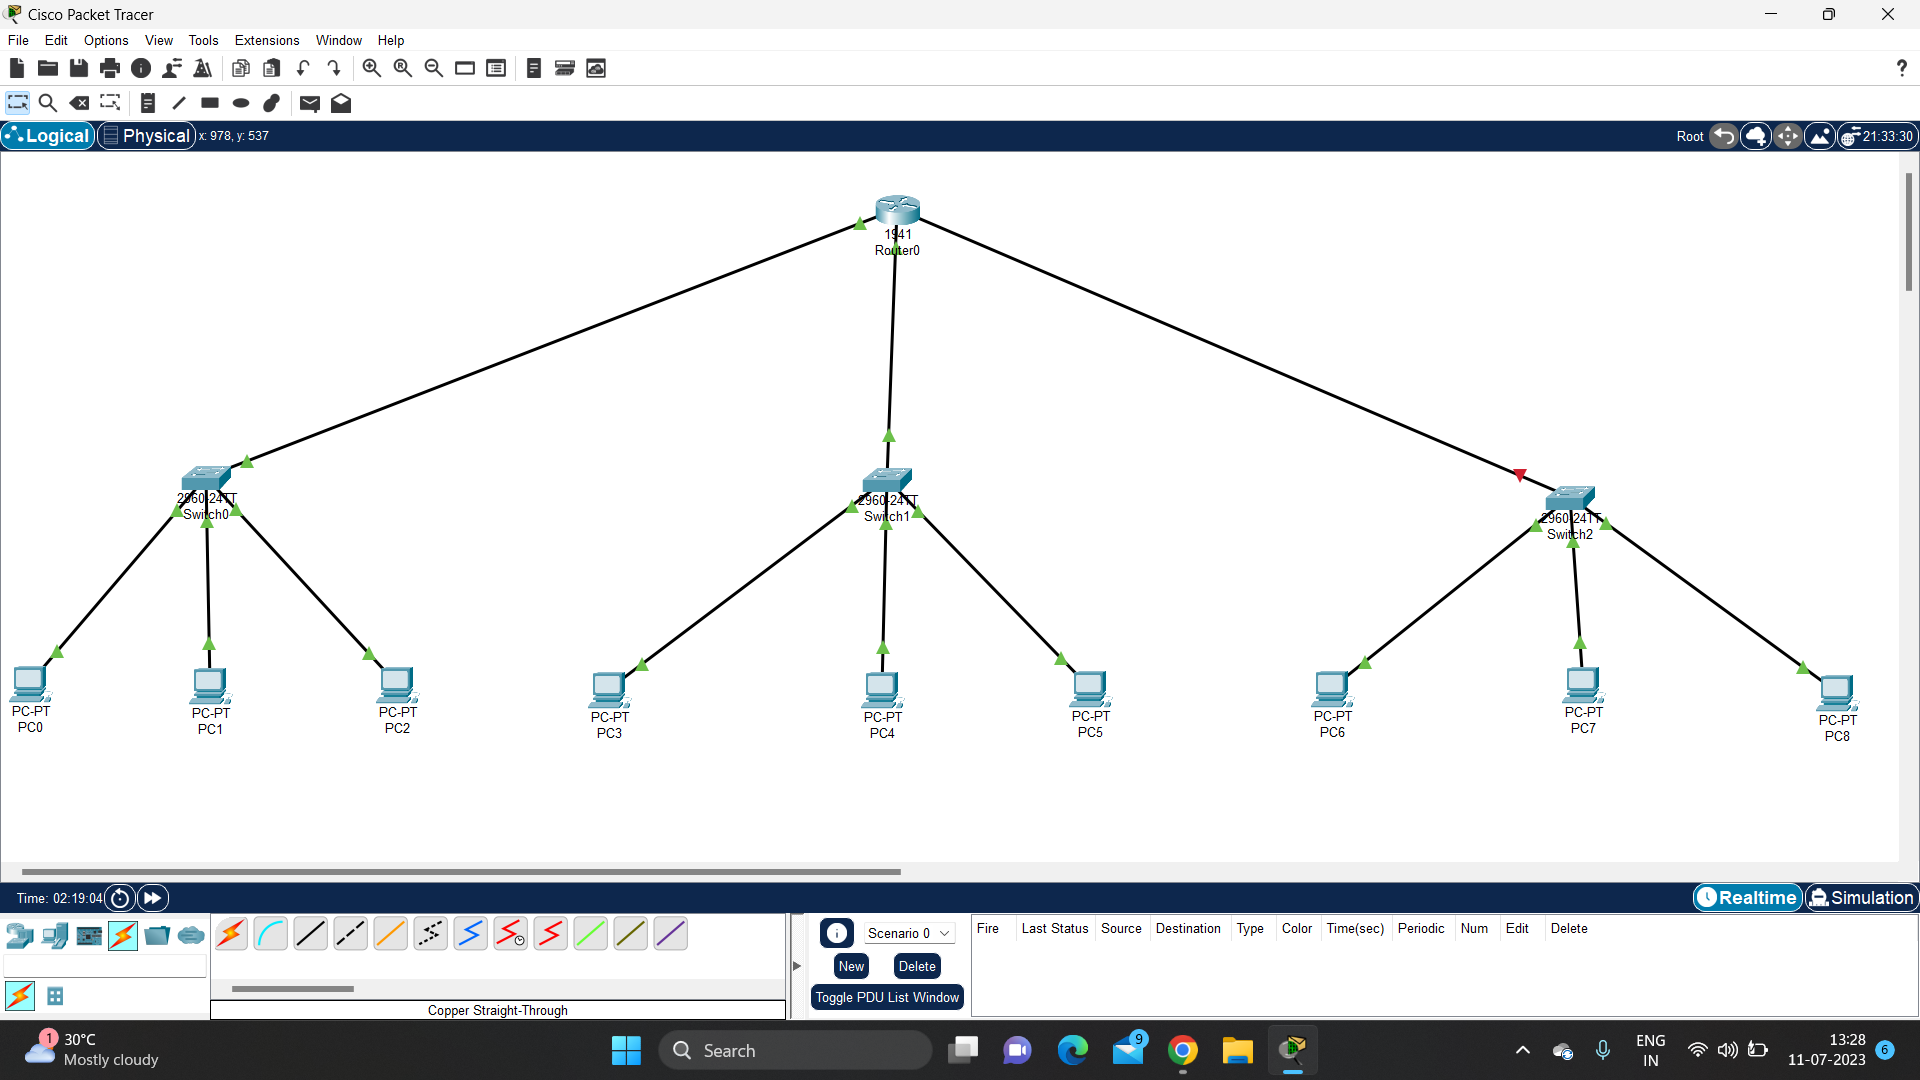 Cisco Packet Tracer
File Edit Options View Tools Extensions Window Help
?
Logical Physical x: 978, y: 537 Root 21:33:30
1941
Router0
2960-24TT
Switch0
2960-24TT
Switch1
2960-24TT
Switch2
PC-PT
PC0
PC-PT
PC1
PC-PT
PC2
PC-PT
PC3
PC-PT
PC4
PC-PT
PC5
PC-PT
PC6
PC-PT
PC7
PC-PT
PC8
Time: 02:19:04 Realtime Simulation
Scenario 0
New Delete
Toggle PDU List Window
Fire Last Status Source Destination Type Color Time(sec) Periodic Num Edit Delete
Copper Straight-Through
1
30°C
Mostly cloudy
Search
9
ENG
IN
13:28
11-07-2023
6